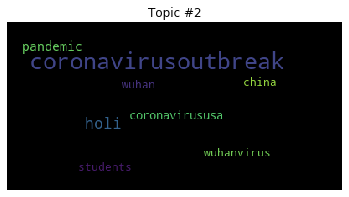 Topic #2
pandemic
coronavirusoutbreak
wuhan
china
coronavirususa
holi
wuhanvirus
students